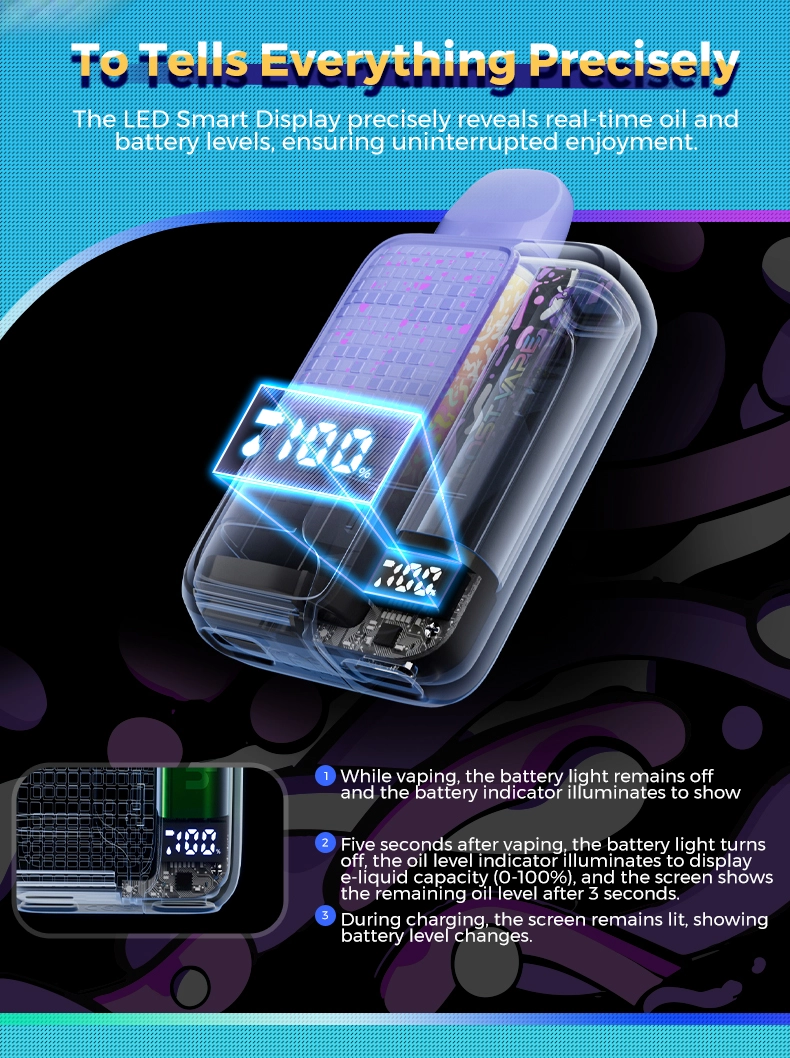 To Tells Everything Precisely
The LED Smart Display precisely reveals real-time oil and
battery levels, ensuring uninterrupted enjoyment.
VAPE
100%
100
1 While vaping, the battery light remains off
and the battery indicator illuminates to show
100%
2 Five seconds after vaping, the battery light turns
off, the oil level indicator illuminates to display
e-liquid capacity (0-100%), and the screen shows
the remaining oil level after 3 seconds.
3 During charging, the screen remains lit, showing
battery level changes.